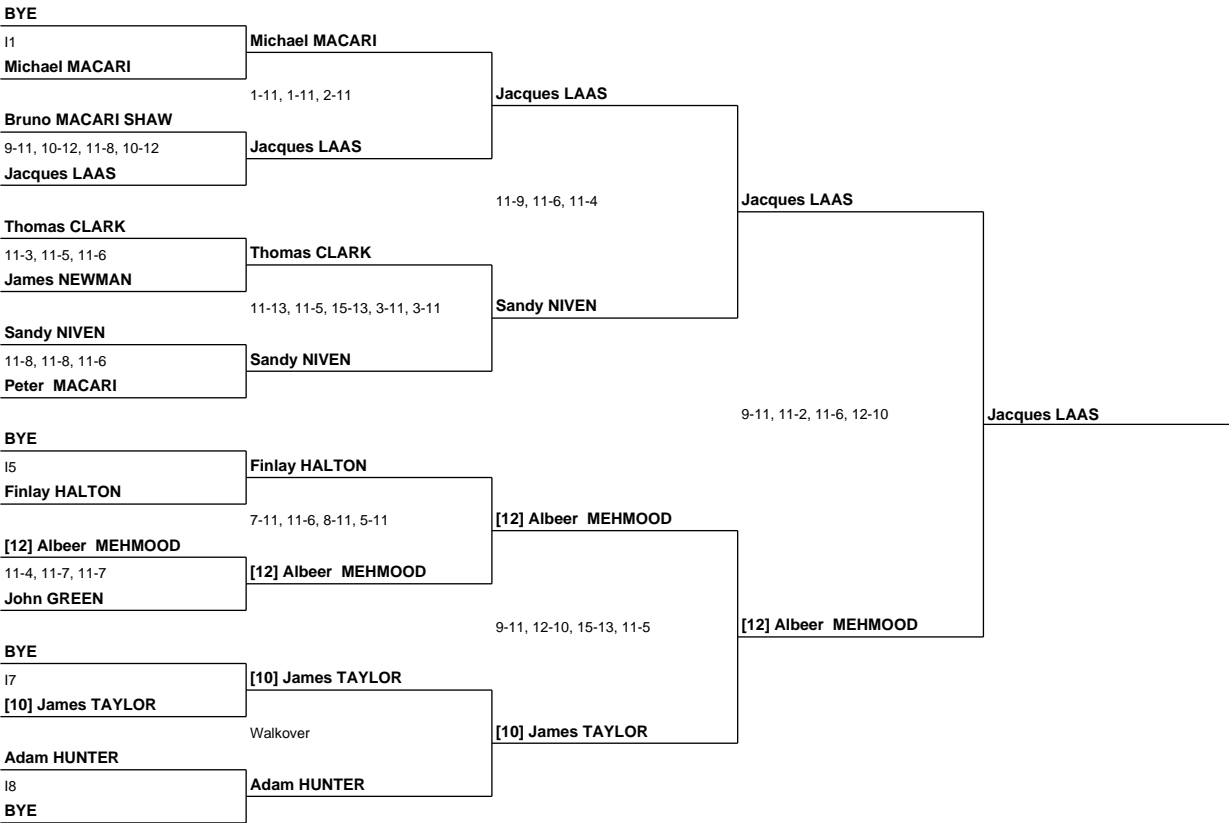 BYE
I1
Michael MACARI
Bruno MACARI SHAW
9-11, 10-12, 11-8, 10-12
Jacques LAAS
Thomas CLARK
11-3, 11-5, 11-6
James NEWMAN
Sandy NIVEN
11-8, 11-8, 11-6
Peter MACARI
BYE
I5
Finlay HALTON
[12] Albeer MEHMOOD
11-4, 11-7, 11-7
John GREEN
BYE
I7
[10] James TAYLOR
Adam HUNTER
I8
BYE
Michael MACARI
1-11, 1-11, 2-11
Jacques LAAS
Thomas CLARK
11-13, 11-5, 15-13, 3-11, 3-11
Sandy NIVEN
Finlay HALTON
7-11, 11-6, 8-11, 5-11
[12] Albeer MEHMOOD
[10] James TAYLOR
Walkover
Adam HUNTER
Jacques LAAS
11-9, 11-6, 11-4
Sandy NIVEN
[12] Albeer MEHMOOD
9-11, 12-10, 15-13, 11-5
[10] James TAYLOR
Jacques LAAS
9-11, 11-2, 11-6, 12-10
[12] Albeer MEHMOOD
Jacques LAAS